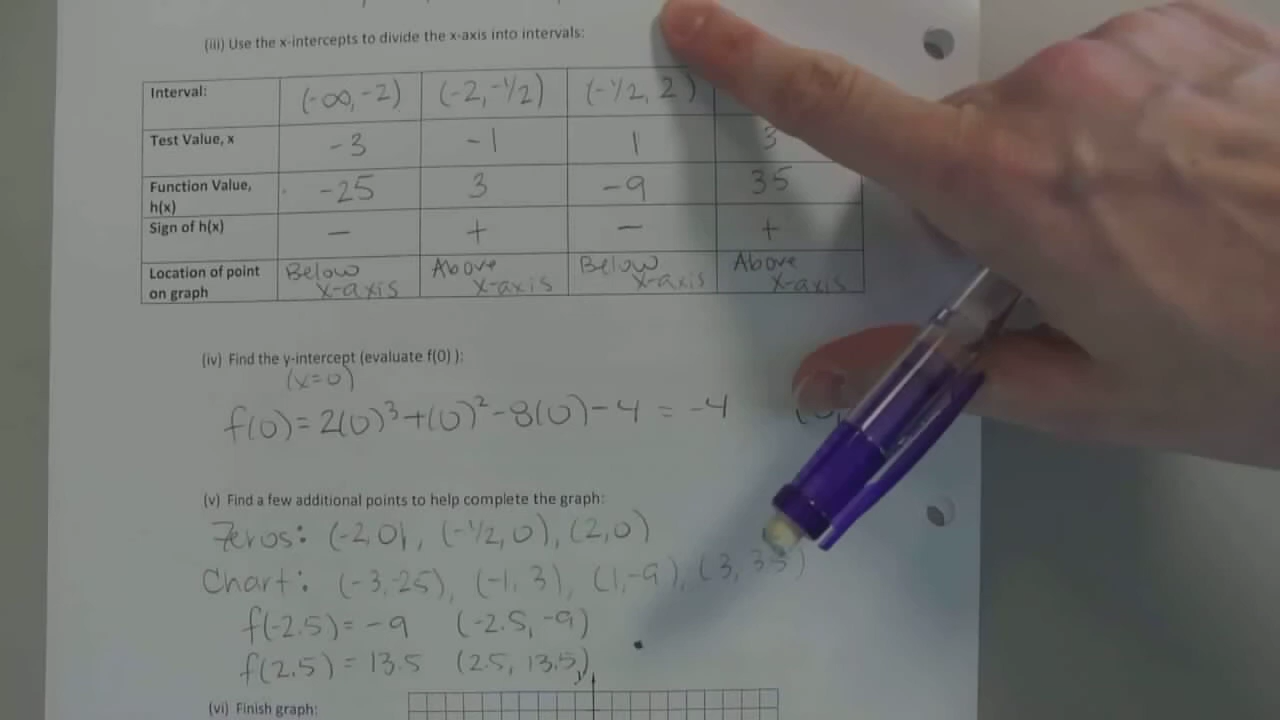 (iii) Use the x-intercepts to divide the x-axis into intervals:
Interval: (-∞, -2) (-2, -1/2) (-1/2, 2)
Test Value, x -3 -1 1 3
Function Value, h(x) -25 3 -9 35
Sign of h(x) - + - +
Location of point on graph Below x-axis Above x-axis Below x-axis Above x-axis
(iv) Find the y-intercept (evaluate f(0) ):
(x=0)
f(0) = 2(0)³+(0)²-8(0)-4 = -4 (0,
(v) Find a few additional points to help complete the graph:
Zeros: (-2,0), (-1/2, 0), (2,0)
Chart: (-3,-25), (-1, 3), (1,-9), (3, 35)
f(-2.5) = -9 (-2.5, -9)
f(2.5) = 13.5 (2.5, 13.5)
y
(vi) Finish graph: